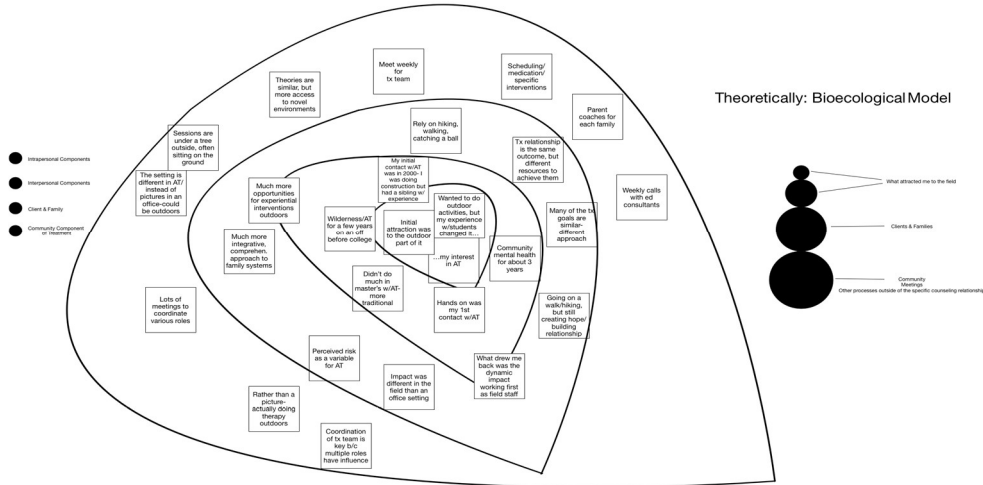 Theoretically: Bioecological Model
Intrapersonal Components
Interpersonal Components
Client & Family
Community Component
of Treatment
Meet weekly
for
tx team
Scheduling/
medication/
specific
interventions
Theories are
similar, but
more access
to novel
environments
Parent
coaches for
each family
Sessions are
under a tree
outside, often
sitting on the
ground
Rely on hiking,
walking,
catching a ball
Tx relationship
is the same
outcome, but
different
resources to
achieve them
The setting is
different in AT/
instead of
pictures in an
office-could
be outdoors
Much more
opportunities
for experiential
interventions
outdoors
My initial
contact w/AT
was in 2000- I
was doing
construction but
had a sibling w/
experience
Wanted to do
outdoor
activities, but
my experience
w/students
changed it…
Weekly calls
with ed
consultants
Wilderness/AT
for a few years
on an off
before college
Initial
attraction was
to the outdoor
part of it
Many of the tx
goals are
similar-
different
approach
Much more
integrative,
comprehen.
approach to
family systems
…my interest
in AT
Community
mental health
for about 3
years
Didn't do
much in
master's w/AT-
more
traditional
Lots of
meetings to
coordinate
various roles
Hands on was
my 1st
contact w/AT
Going on a
walk/hiking,
but still
creating hope/
building
relationship
Perceived risk
as a variable
for AT
What drew me
back was the
dynamic
impact
working first
as field staff
Impact was
different in the
field than an
office setting
Rather than a
picture-
actually doing
therapy
outdoors
Coordination
of tx team is
key b/c
multiple roles
have influence
What attracted me to the field
Clients & Families
Community
Meetings
Other processes outside of the specific counseling relationship